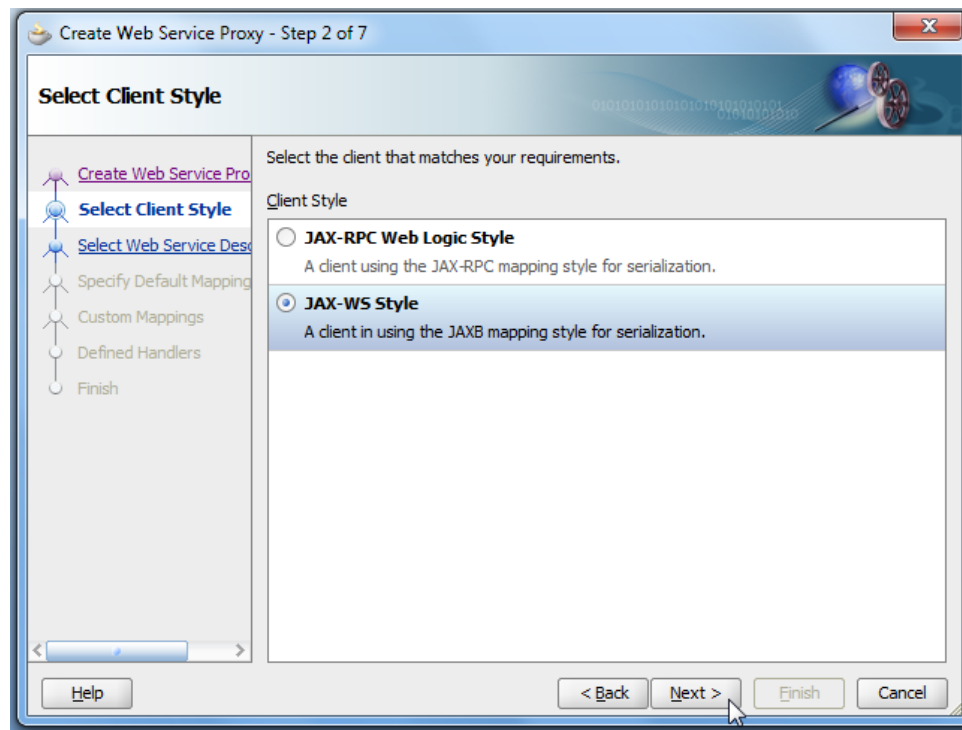 Create Web Service Proxy - Step 2 of 7
Select Client Style
Create Web Service Pro
Select Client Style
Select Web Service Desc
Specify Default Mapping
Custom Mappings
Defined Handlers
Finish
Select the client that matches your requirements.
Client Style
JAX-RPC Web Logic Style
A client using the JAX-RPC mapping style for serialization.
JAX-WS Style
A client in using the JAXB mapping style for serialization.
Help
< Back
Next >
Finish
Cancel